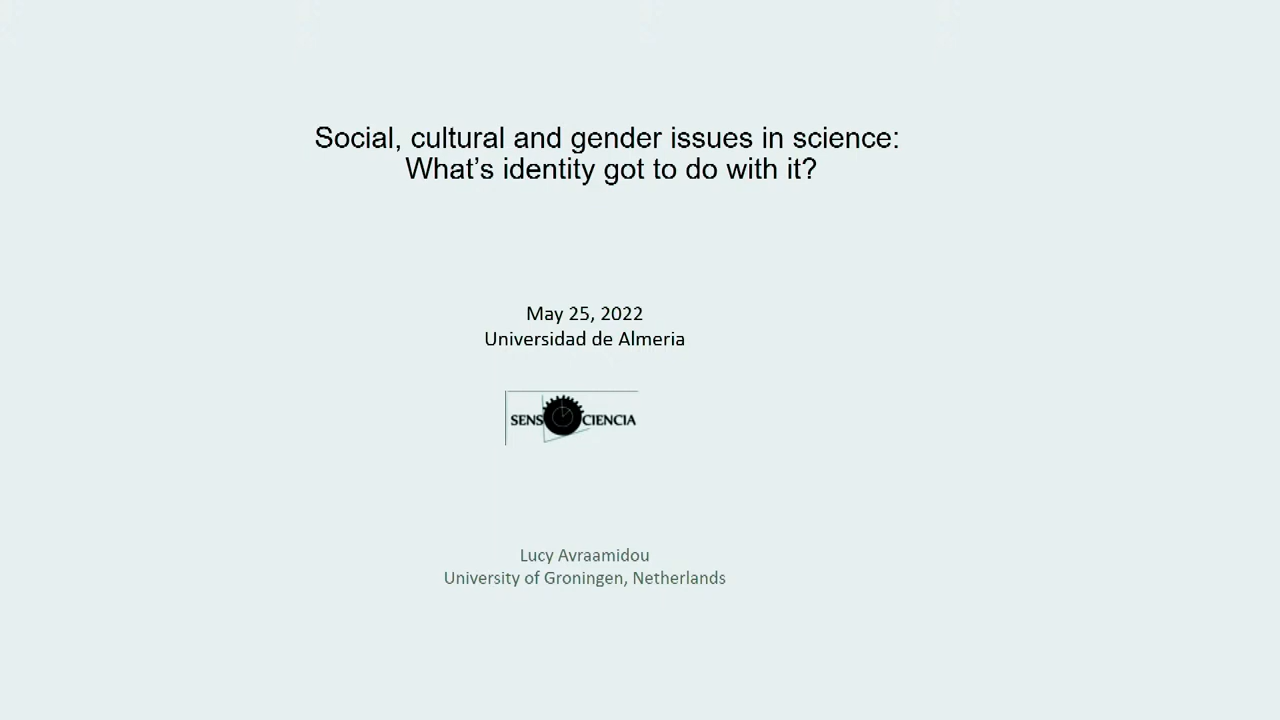 Social, cultural and gender issues in science:
What's identity got to do with it?
May 25, 2022
Universidad de Almeria
SENS CIENCIA
Lucy Avraamidou
University of Groningen, Netherlands